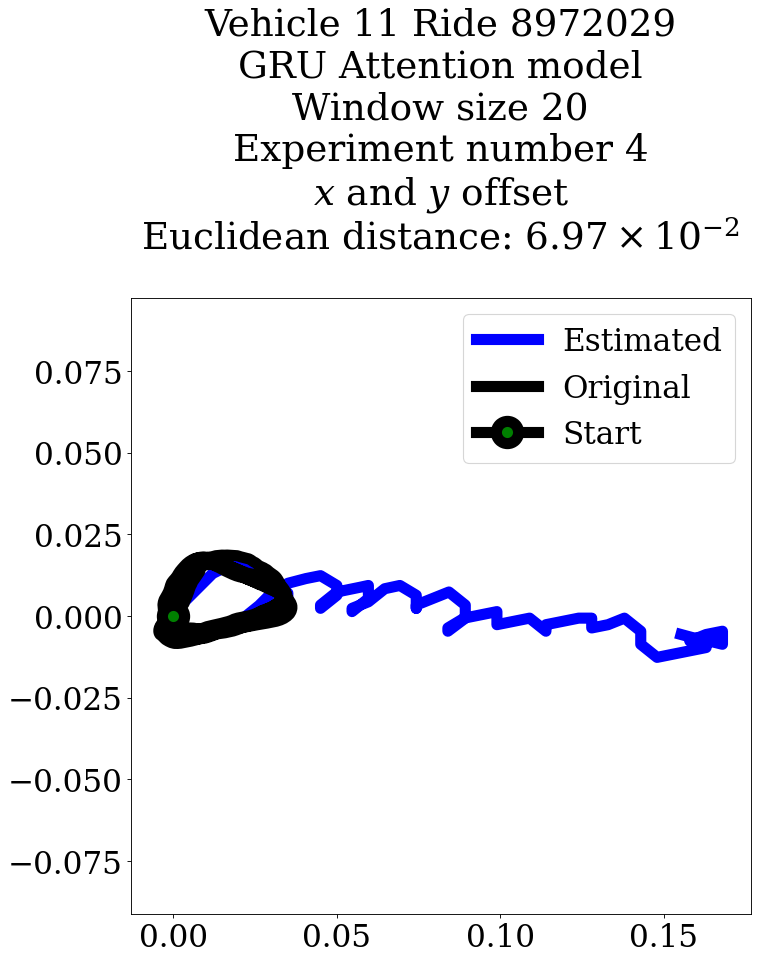 Vehicle 11 Ride 8972029
GRU Attention model
Window size 20
Experiment number 4
x and y offset
Euclidean distance: 6.97 × 10⁻²
Estimated
Original
Start
0.075
0.050
0.025
0.000
−0.025
−0.050
−0.075
0.00 0.05 0.10 0.15